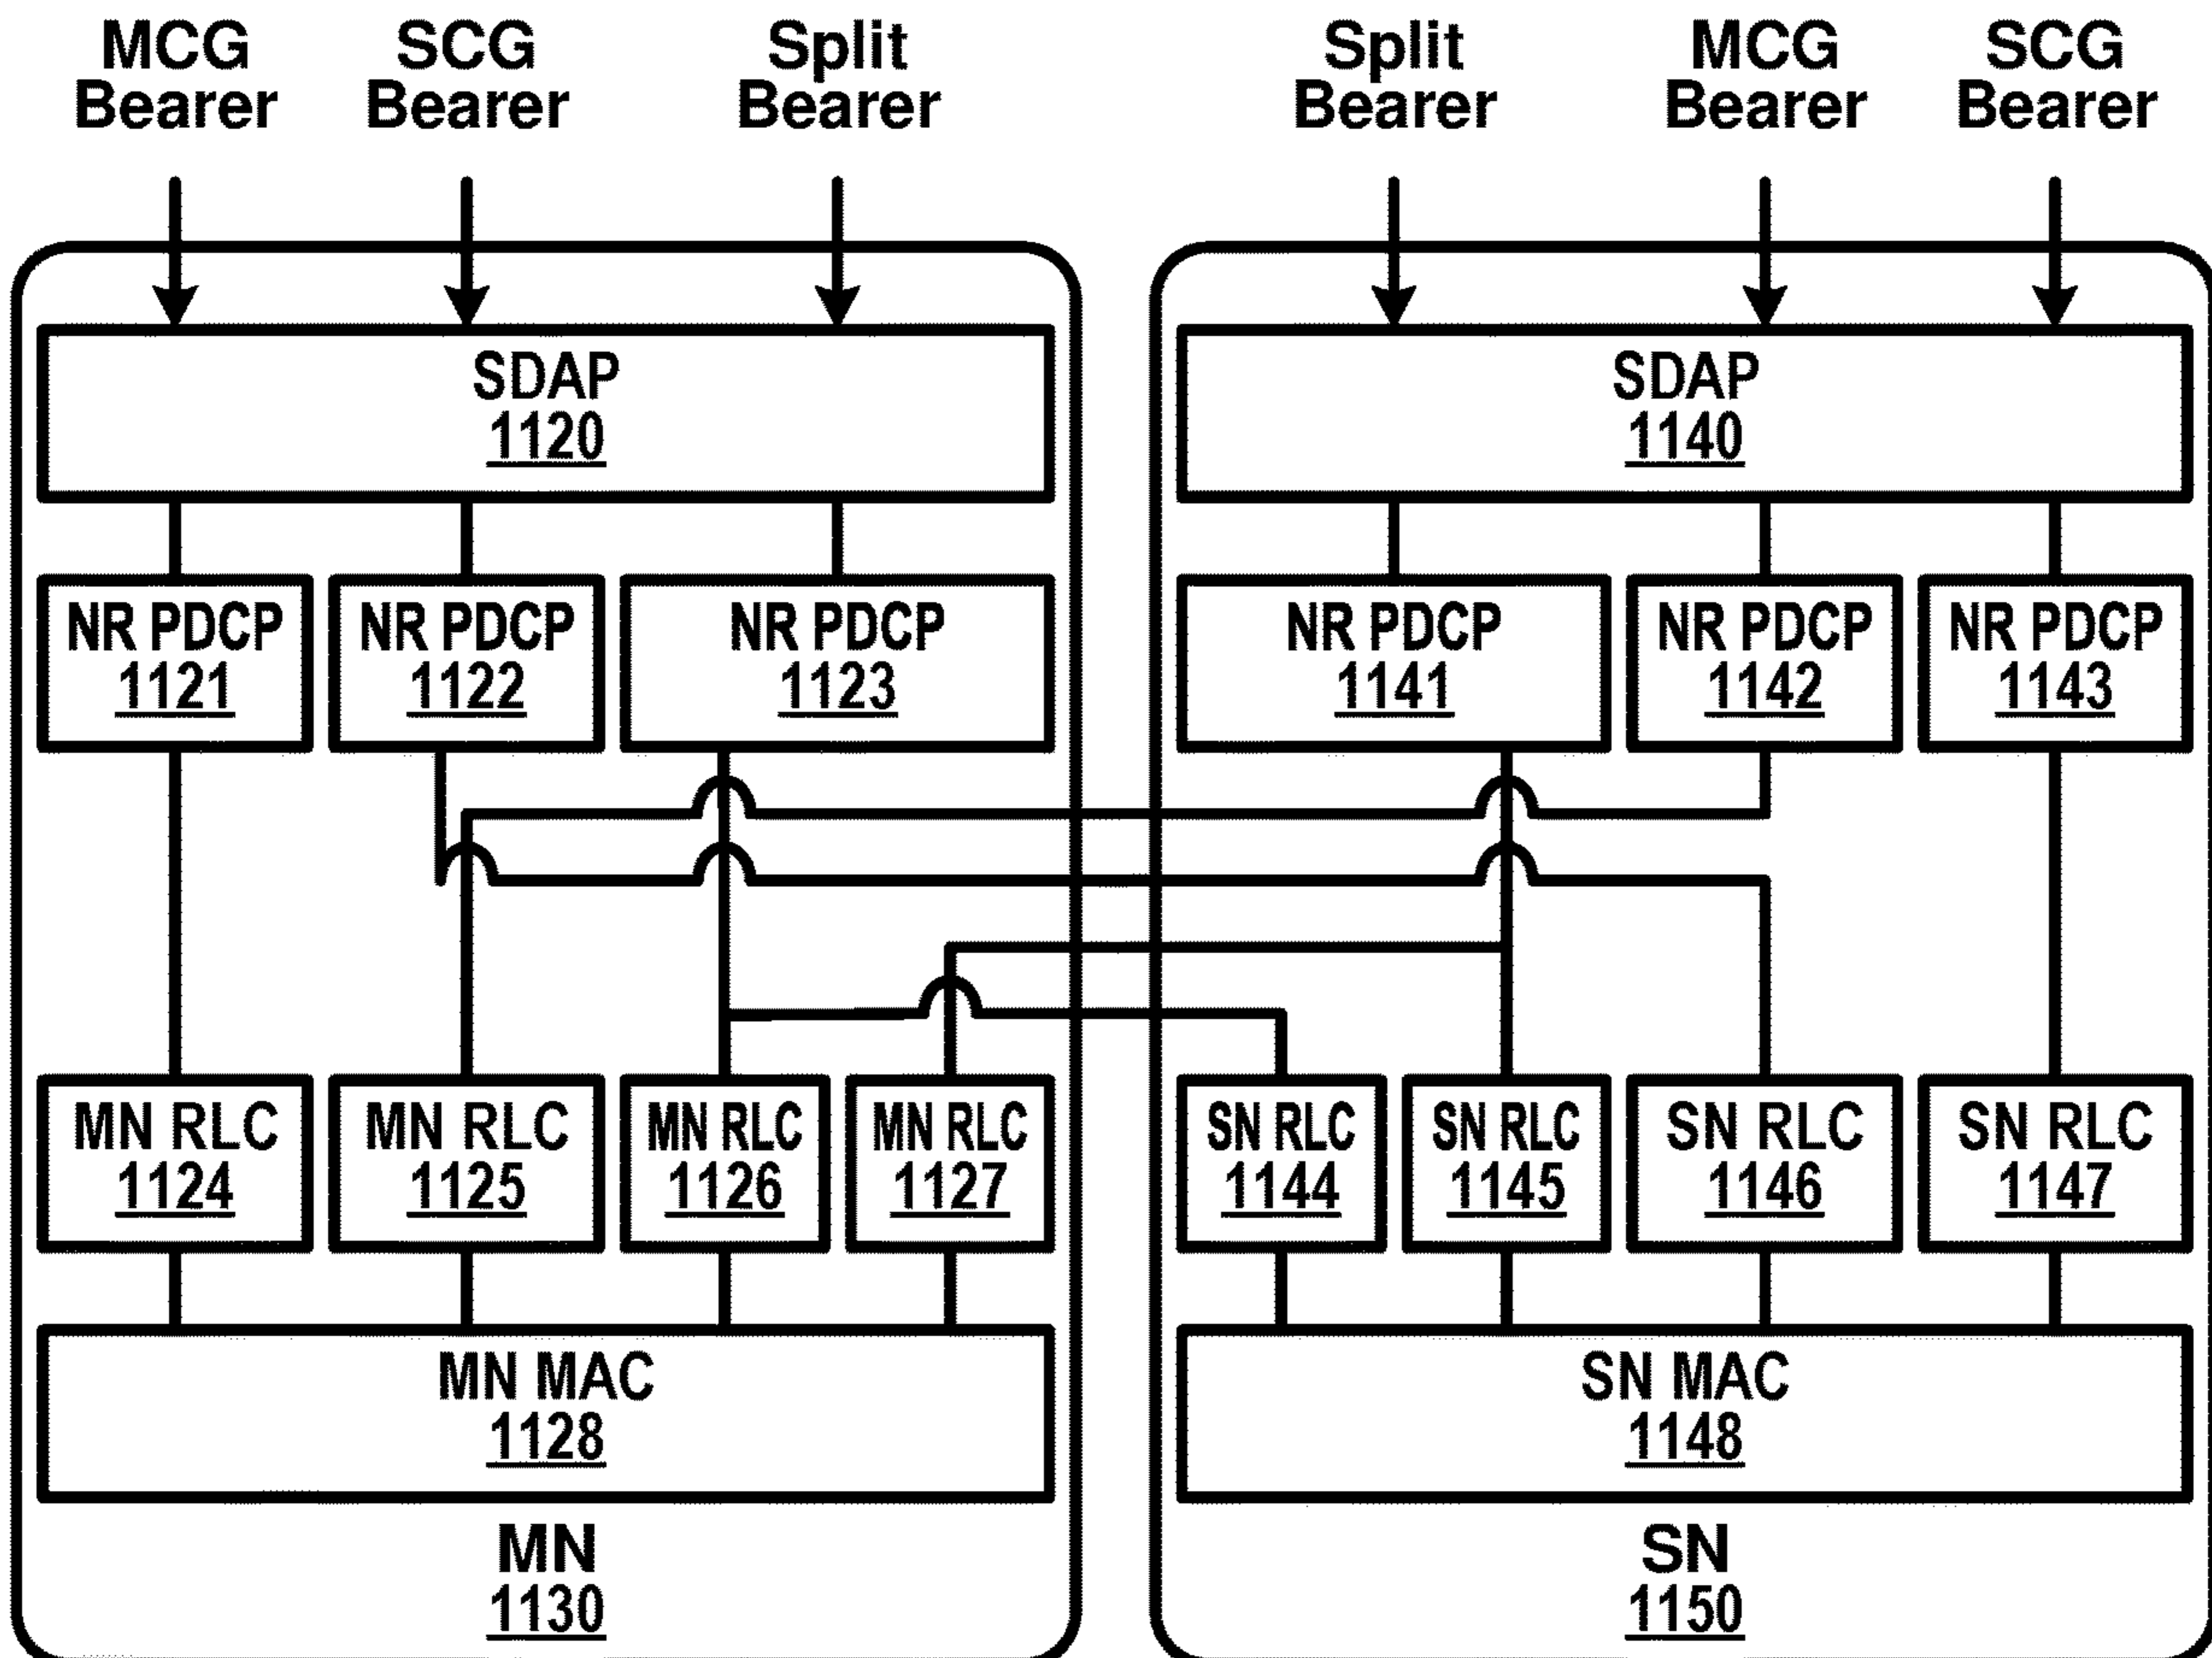 MCG
Bearer
SCG
Bearer
Split
Bearer
Split
Bearer
MCG
Bearer
SCG
Bearer
SDAP
1120
SDAP
1140
NR PDCP
1121
NR PDCP
1122
NR PDCP
1123
NR PDCP
1141
NR PDCP
1142
NR PDCP
1143
MN RLC
1124
MN RLC
1125
MN RLC
1126
MN RLC
1127
SN RLC
1144
SN RLC
1145
SN RLC
1146
SN RLC
1147
MN MAC
1128
SN MAC
1148
MN
1130
SN
1150